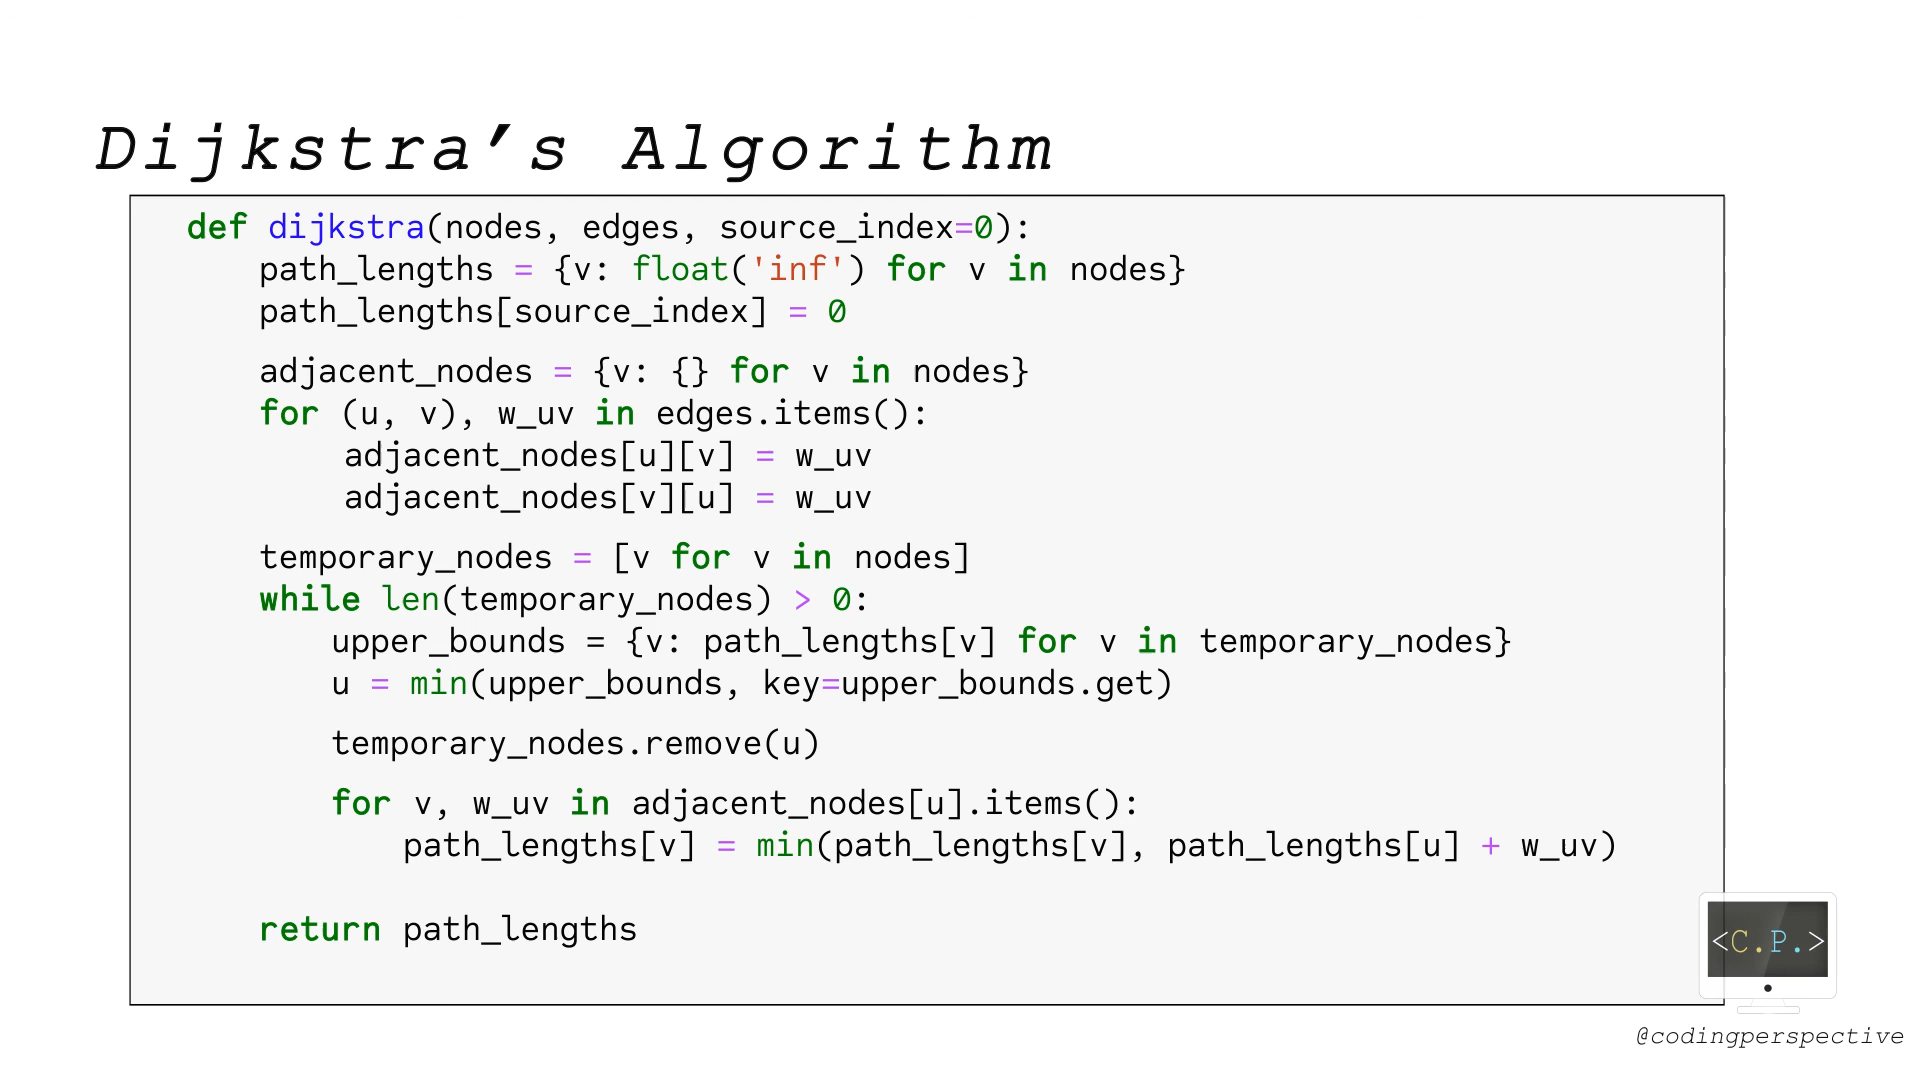 Dijkstra’s Algorithm
def dijkstra(nodes, edges, source_index=0):
    path_lengths = {v: float('inf') for v in nodes}
    path_lengths[source_index] = 0
    adjacent_nodes = {v: {} for v in nodes}
    for (u, v), w_uv in edges.items():
        adjacent_nodes[u][v] = w_uv
        adjacent_nodes[v][u] = w_uv
    temporary_nodes = [v for v in nodes]
    while len(temporary_nodes) > 0:
        upper_bounds = {v: path_lengths[v] for v in temporary_nodes}
        u = min(upper_bounds, key=upper_bounds.get)
        temporary_nodes.remove(u)
        for v, w_uv in adjacent_nodes[u].items():
            path_lengths[v] = min(path_lengths[v], path_lengths[u] + w_uv)
    return path_lengths
<C.P.>
@codingperspective